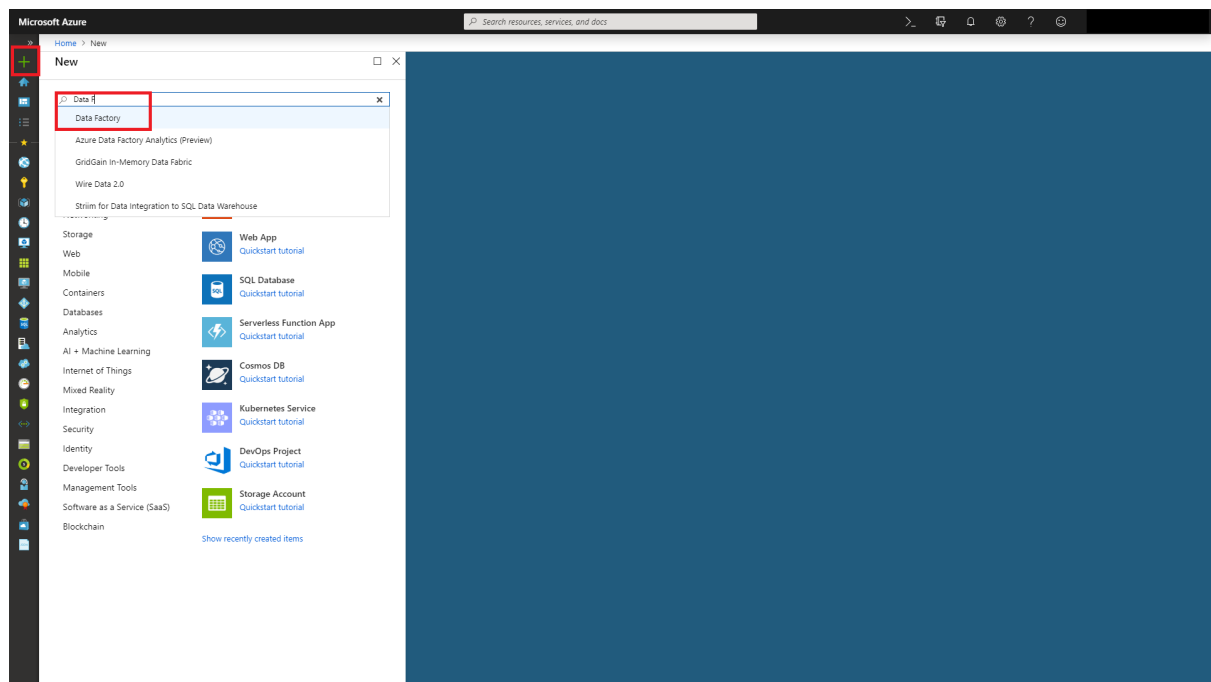 Microsoft Azure
Search resources, services, and docs
Home > New
New
Data F
Data Factory
Azure Data Factory Analytics (Preview)
GridGain In-Memory Data Fabric
Wire Data 2.0
Striim for Data Integration to SQL Data Warehouse
Networking
Storage
Web
Mobile
Containers
Databases
Analytics
AI + Machine Learning
Internet of Things
Mixed Reality
Integration
Security
Identity
Developer Tools
Management Tools
Software as a Service (SaaS)
Blockchain
Web App
Quickstart tutorial
SQL Database
Quickstart tutorial
Serverless Function App
Quickstart tutorial
Cosmos DB
Quickstart tutorial
Kubernetes Service
Quickstart tutorial
DevOps Project
Quickstart tutorial
Storage Account
Quickstart tutorial
Show recently created items